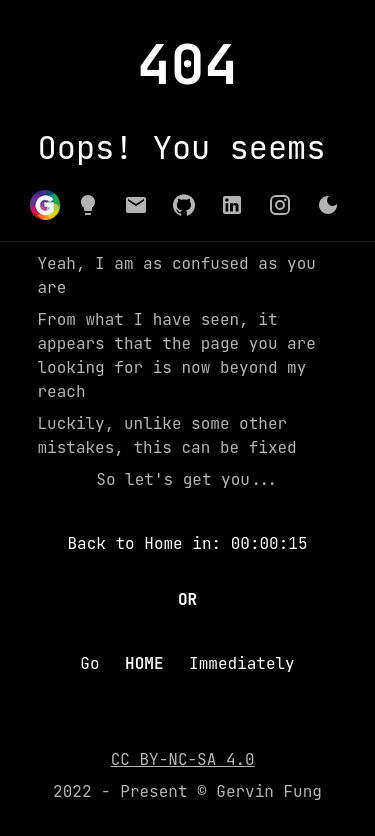 404
Oops! You seems
G
Yeah, I am as confused as you
are
From what I have seen, it
appears that the page you are
looking for is now beyond my
reach
Luckily, unlike some other
mistakes, this can be fixed
So let's get you...
Back to Home in: 00:00:15
OR
Go HOME Immediately
CC BY-NC-SA 4.0
2022 - Present © Gervin Fung